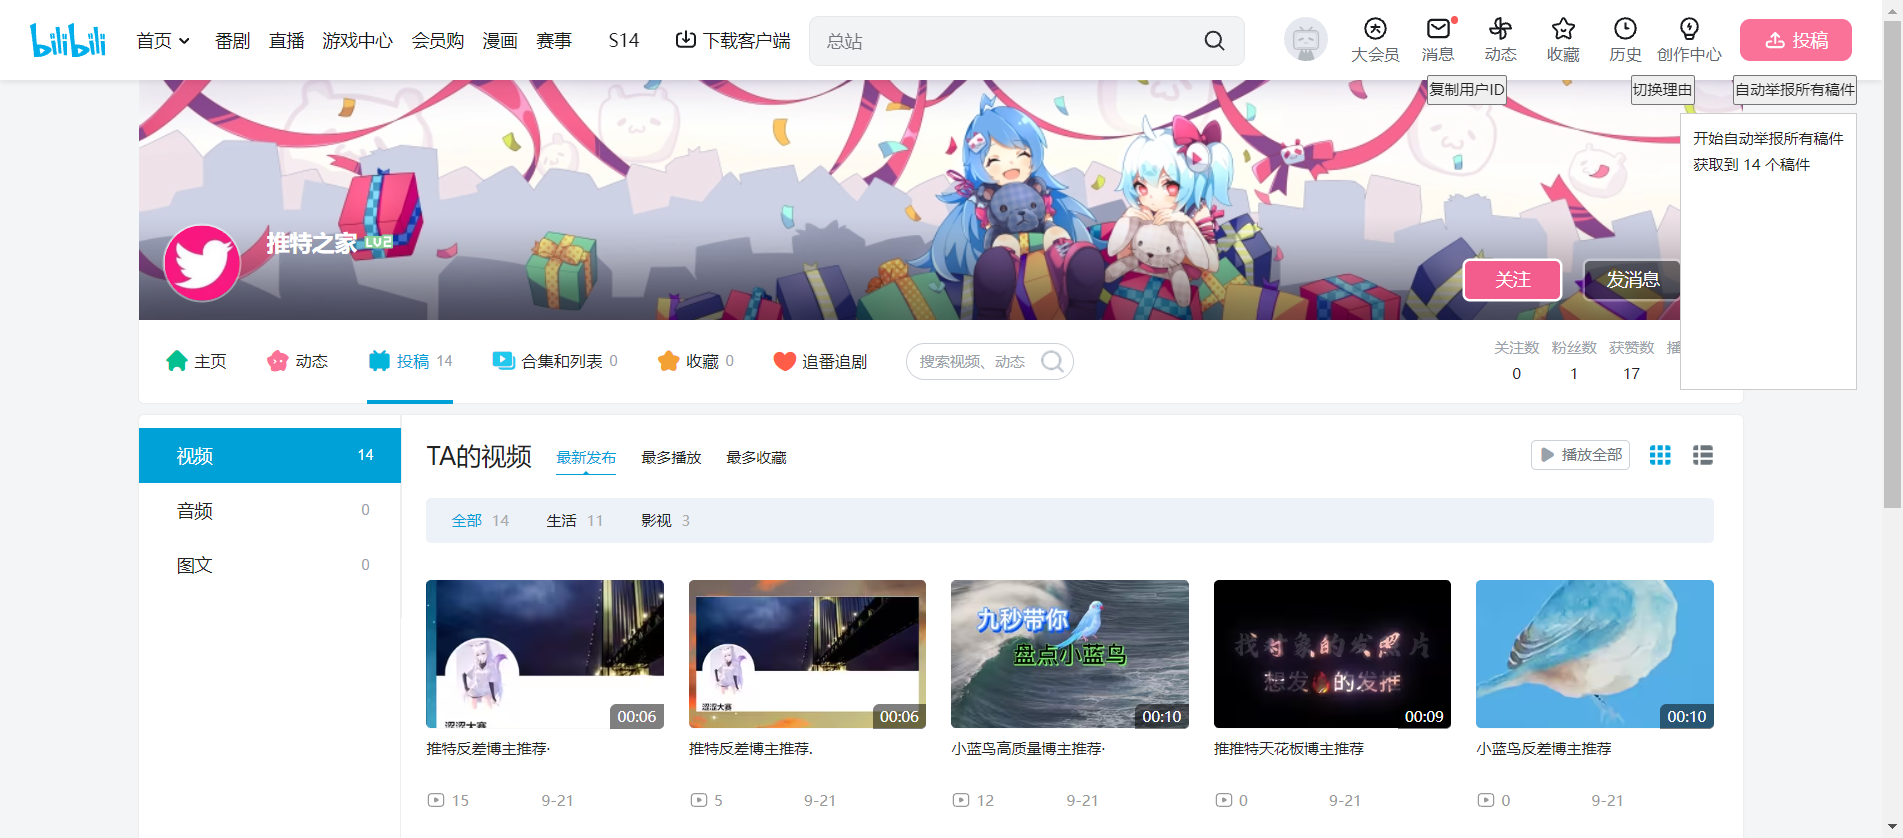 bilibili
首页 番剧 直播 游戏中心 会员购 漫画 赛事 S14 下载客户端 总站 大会员 消息 动态 收藏 历史 创作中心 投稿
复制用户ID 切换理由 自动举报所有稿件
开始自动举报所有稿件
获取到 14 个稿件
推特之家 LV2
关注 发消息
主页 动态 投稿 14 合集和列表 0 收藏 0 追番追剧 搜索视频、动态
关注数 粉丝数 获赞数 播
0 1 17
视频 14
音频 0
图文 0
TA的视频 最新发布 最多播放 最多收藏 播放全部
全部 14 生活 11 影视 3
涩涩大赛
00:06
涩涩大赛
00:06
九秒带你
盘点小蓝鸟
00:10
找对象的发照片
想发🔥的发推
00:09
00:10
推特反差博主推荐·
推特反差博主推荐.
小蓝鸟高质量博主推荐·
推推特天花板博主推荐
小蓝鸟反差博主推荐
15 9-21
5 9-21
12 9-21
0 9-21
0 9-21